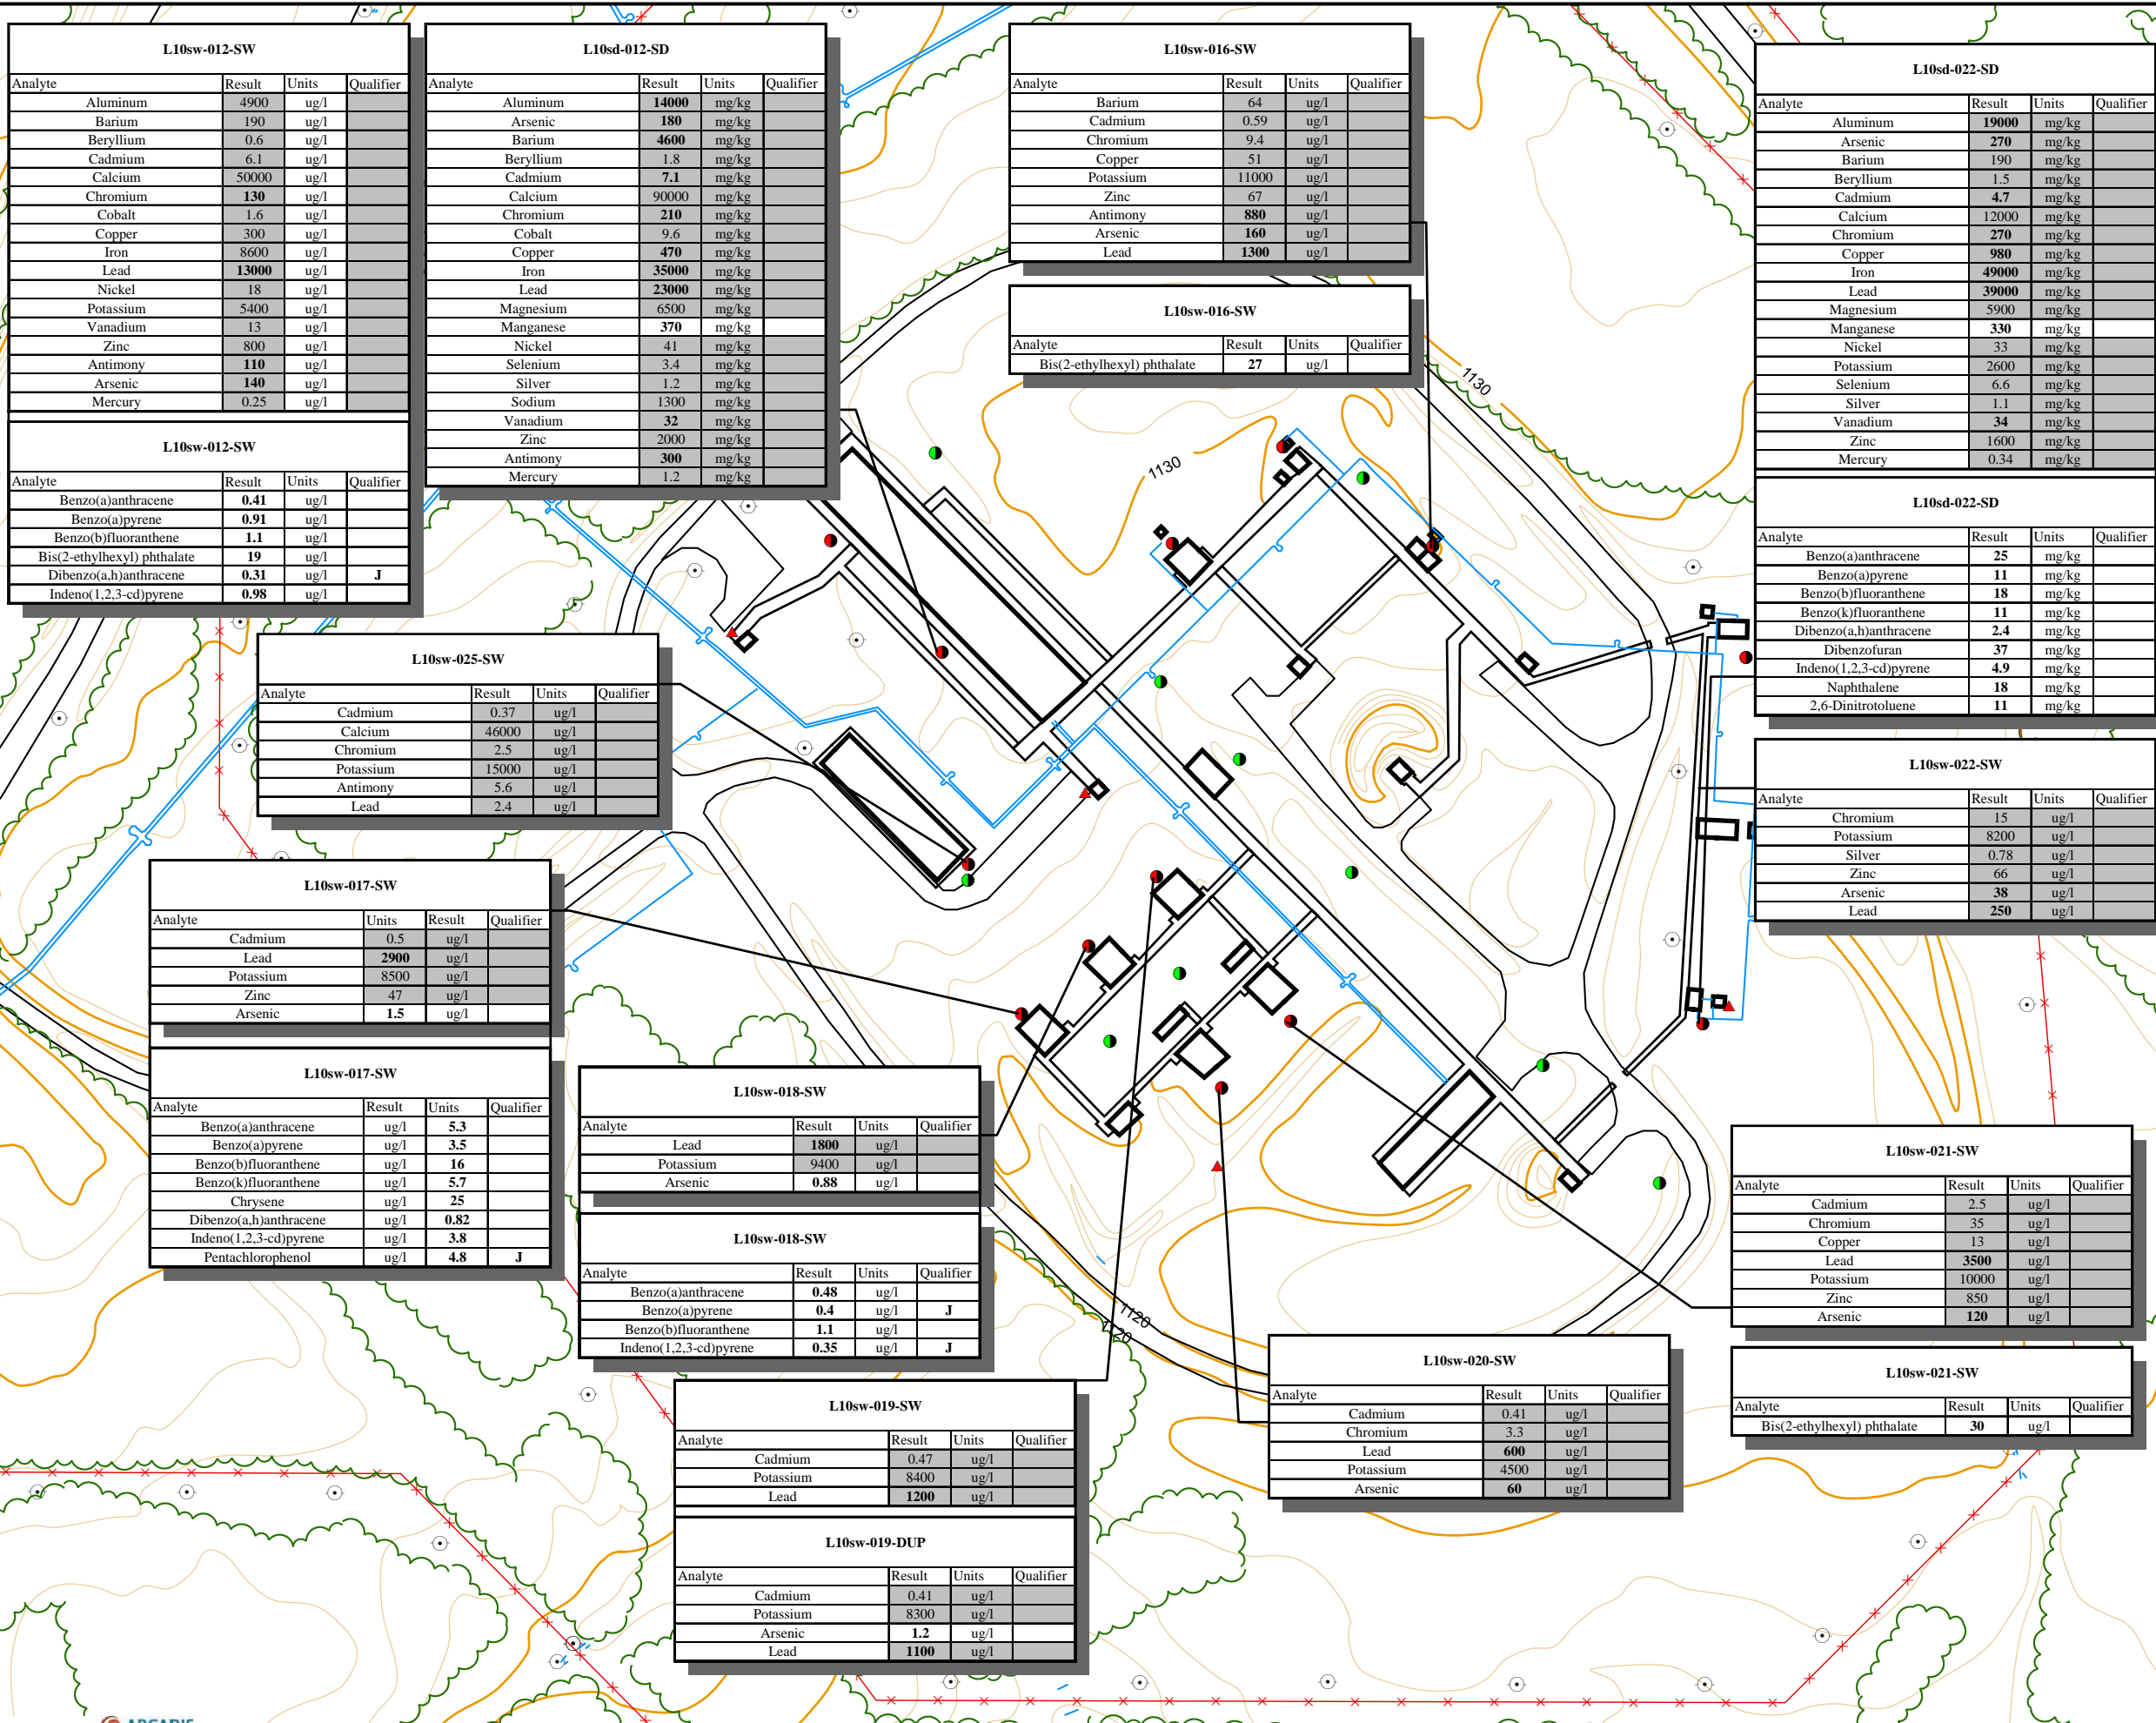 L10sw-012-SW
Analyte Result Units Qualifier
Aluminum 4900 ug/l
Barium 190 ug/l
Beryllium 0.6 ug/l
Cadmium 6.1 ug/l
Calcium 50000 ug/l
Chromium 130 ug/l
Cobalt 1.6 ug/l
Copper 300 ug/l
Iron 8600 ug/l
Lead 13000 ug/l
Nickel 18 ug/l
Potassium 5400 ug/l
Vanadium 13 ug/l
Zinc 800 ug/l
Antimony 110 ug/l
Arsenic 140 ug/l
Mercury 0.25 ug/l
L10sw-012-SW
Analyte Result Units Qualifier
Benzo(a)anthracene 0.41 ug/l
Benzo(a)pyrene 0.91 ug/l
Benzo(b)fluoranthene 1.1 ug/l
Bis(2-ethylhexyl) phthalate 19 ug/l
Dibenzo(a,h)anthracene 0.31 ug/l J
Indeno(1,2,3-cd)pyrene 0.98 ug/l
L10sd-012-SD
Analyte Result Units Qualifier
Aluminum 14000 mg/kg
Arsenic 180 mg/kg
Barium 4600 mg/kg
Beryllium 1.8 mg/kg
Cadmium 7.1 mg/kg
Calcium 90000 mg/kg
Chromium 210 mg/kg
Cobalt 9.6 mg/kg
Copper 470 mg/kg
Iron 35000 mg/kg
Lead 23000 mg/kg
Magnesium 6500 mg/kg
Manganese 370 mg/kg
Nickel 41 mg/kg
Selenium 3.4 mg/kg
Silver 1.2 mg/kg
Sodium 1300 mg/kg
Vanadium 32 mg/kg
Zinc 2000 mg/kg
Antimony 300 mg/kg
Mercury 1.2 mg/kg
L10sw-016-SW
Analyte Result Units Qualifier
Barium 64 ug/l
Cadmium 0.59 ug/l
Chromium 9.4 ug/l
Copper 51 ug/l
Potassium 11000 ug/l
Zinc 67 ug/l
Antimony 880 ug/l
Arsenic 160 ug/l
Lead 1300 ug/l
L10sw-016-SW
Analyte Result Units Qualifier
Bis(2-ethylhexyl) phthalate 27 ug/l
L10sd-022-SD
Analyte Result Units Qualifier
Aluminum 19000 mg/kg
Arsenic 270 mg/kg
Barium 190 mg/kg
Beryllium 1.5 mg/kg
Cadmium 4.7 mg/kg
Calcium 12000 mg/kg
Chromium 270 mg/kg
Copper 980 mg/kg
Iron 49000 mg/kg
Lead 39000 mg/kg
Magnesium 5900 mg/kg
Manganese 330 mg/kg
Nickel 33 mg/kg
Potassium 2600 mg/kg
Selenium 6.6 mg/kg
Silver 1.1 mg/kg
Vanadium 34 mg/kg
Zinc 1600 mg/kg
Mercury 0.34 mg/kg
L10sd-022-SD
Analyte Result Units Qualifier
Benzo(a)anthracene 25 mg/kg
Benzo(a)pyrene 11 mg/kg
Benzo(b)fluoranthene 18 mg/kg
Benzo(k)fluoranthene 11 mg/kg
Dibenzo(a,h)anthracene 2.4 mg/kg
Dibenzofuran 37 mg/kg
Indeno(1,2,3-cd)pyrene 4.9 mg/kg
Naphthalene 18 mg/kg
2,6-Dinitrotoluene 11 mg/kg
1130
1130
L10sw-025-SW
Analyte Result Units Qualifier
Cadmium 0.37 ug/l
Calcium 46000 ug/l
Chromium 2.5 ug/l
Potassium 15000 ug/l
Antimony 5.6 ug/l
Lead 2.4 ug/l
L10sw-022-SW
Analyte Result Units Qualifier
Chromium 15 ug/l
Potassium 8200 ug/l
Silver 0.78 ug/l
Zinc 66 ug/l
Arsenic 38 ug/l
Lead 250 ug/l
L10sw-017-SW
Analyte Units Result Qualifier
Cadmium 0.5 ug/l
Lead 2900 ug/l
Potassium 8500 ug/l
Zinc 47 ug/l
Arsenic 1.5 ug/l
L10sw-017-SW
Analyte Result Units Qualifier
Benzo(a)anthracene ug/l 5.3
Benzo(a)pyrene ug/l 3.5
Benzo(b)fluoranthene ug/l 16
Benzo(k)fluoranthene ug/l 5.7
Chrysene ug/l 25
Dibenzo(a,h)anthracene ug/l 0.82
Indeno(1,2,3-cd)pyrene ug/l 3.8
Pentachlorophenol ug/l 4.8 J
L10sw-018-SW
Analyte Result Units Qualifier
Lead 1800 ug/l
Potassium 9400 ug/l
Arsenic 0.88 ug/l
L10sw-018-SW
Analyte Result Units Qualifier
Benzo(a)anthracene 0.48 ug/l
Benzo(a)pyrene 0.4 ug/l J
Benzo(b)fluoranthene 1.1 ug/l
Indeno(1,2,3-cd)pyrene 0.35 ug/l J
1120
1120
L10sw-021-SW
Analyte Result Units Qualifier
Cadmium 2.5 ug/l
Chromium 35 ug/l
Copper 13 ug/l
Lead 3500 ug/l
Potassium 10000 ug/l
Zinc 850 ug/l
Arsenic 120 ug/l
L10sw-021-SW
Analyte Result Units Qualifier
Bis(2-ethylhexyl) phthalate 30 ug/l
L10sw-020-SW
Analyte Result Units Qualifier
Cadmium 0.41 ug/l
Chromium 3.3 ug/l
Lead 600 ug/l
Potassium 4500 ug/l
Arsenic 60 ug/l
L10sw-019-SW
Analyte Result Units Qualifier
Cadmium 0.47 ug/l
Potassium 8400 ug/l
Lead 1200 ug/l
L10sw-019-DUP
Analyte Result Units Qualifier
Cadmium 0.41 ug/l
Potassium 8300 ug/l
Arsenic 1.2 ug/l
Lead 1100 ug/l
ARCADIS